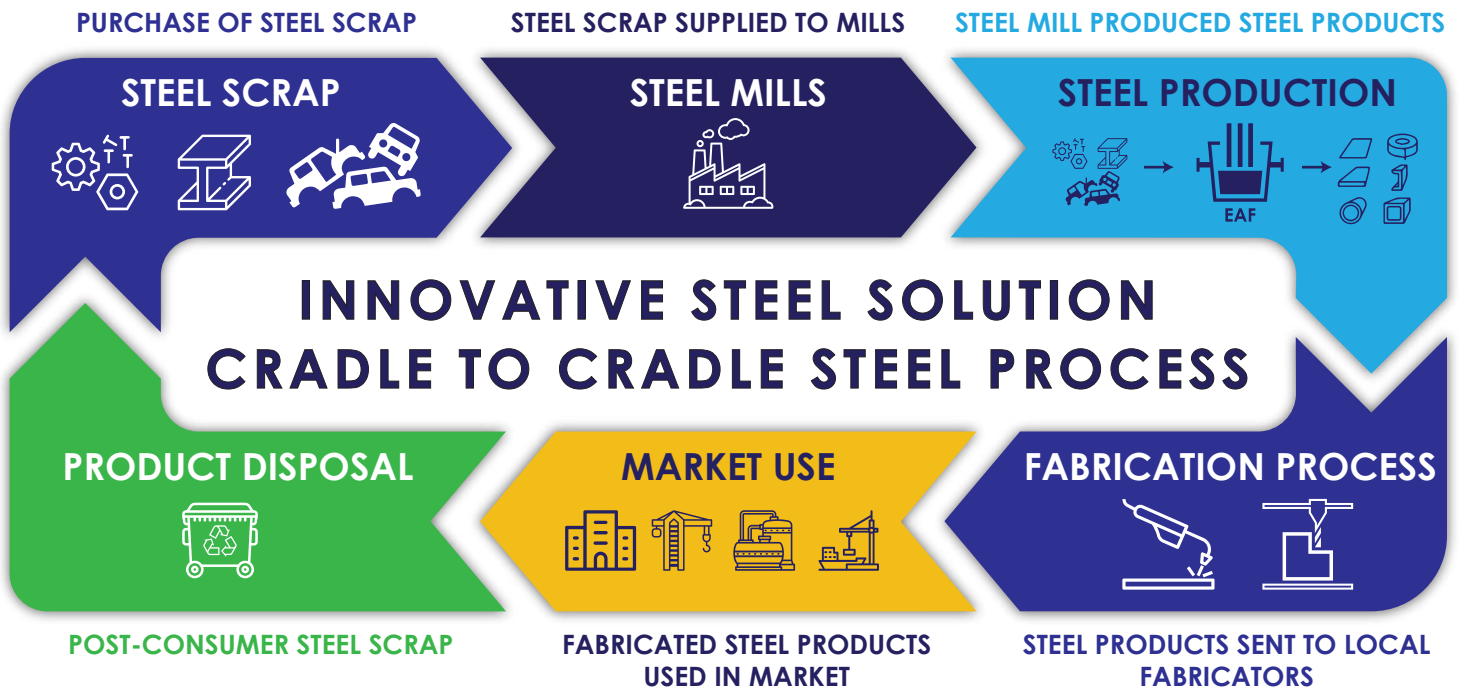 PURCHASE OF STEEL SCRAP
STEEL SCRAP SUPPLIED TO MILLS
STEEL MILL PRODUCED STEEL PRODUCTS
STEEL SCRAP
STEEL MILLS
STEEL PRODUCTION
EAF
INNOVATIVE STEEL SOLUTION
CRADLE TO CRADLE STEEL PROCESS
PRODUCT DISPOSAL
MARKET USE
FABRICATION PROCESS
POST-CONSUMER STEEL SCRAP
FABRICATED STEEL PRODUCTS
USED IN MARKET
STEEL PRODUCTS SENT TO LOCAL
FABRICATORS